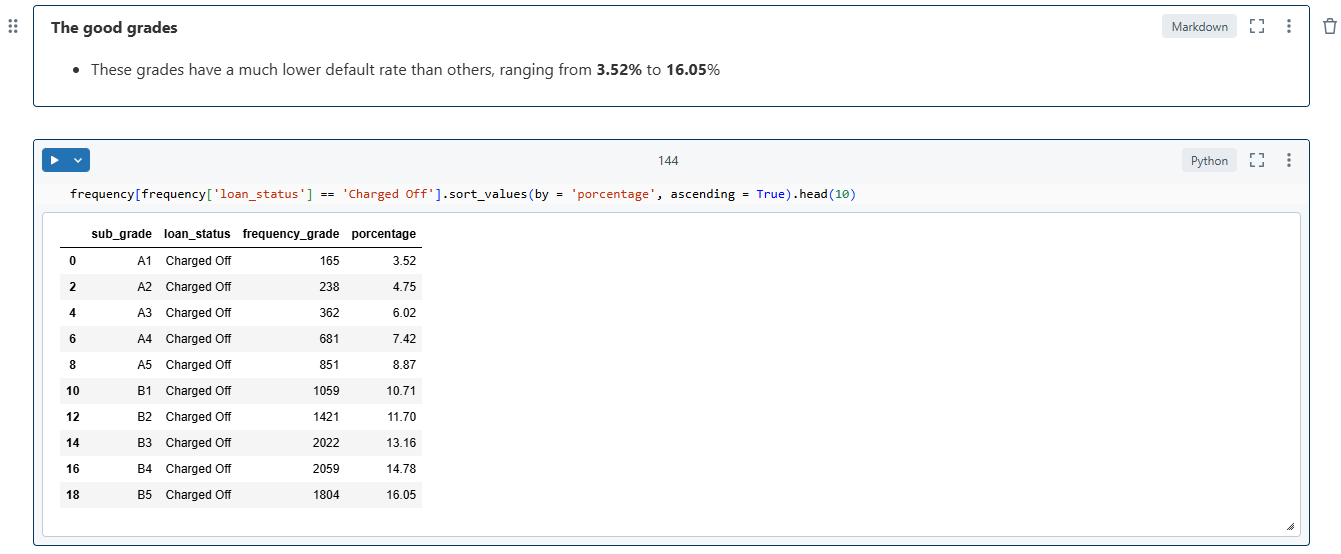 The good grades
Markdown
• These grades have a much lower default rate than others, ranging from 3.52% to 16.05%
144
Python
frequency[frequency['loan_status'] == 'Charged Off'].sort_values(by = 'porcentage', ascending = True).head(10)
sub_grade loan_status frequency_grade porcentage
0 A1 Charged Off 165 3.52
2 A2 Charged Off 238 4.75
4 A3 Charged Off 362 6.02
6 A4 Charged Off 681 7.42
8 A5 Charged Off 851 8.87
10 B1 Charged Off 1059 10.71
12 B2 Charged Off 1421 11.70
14 B3 Charged Off 2022 13.16
16 B4 Charged Off 2059 14.78
18 B5 Charged Off 1804 16.05